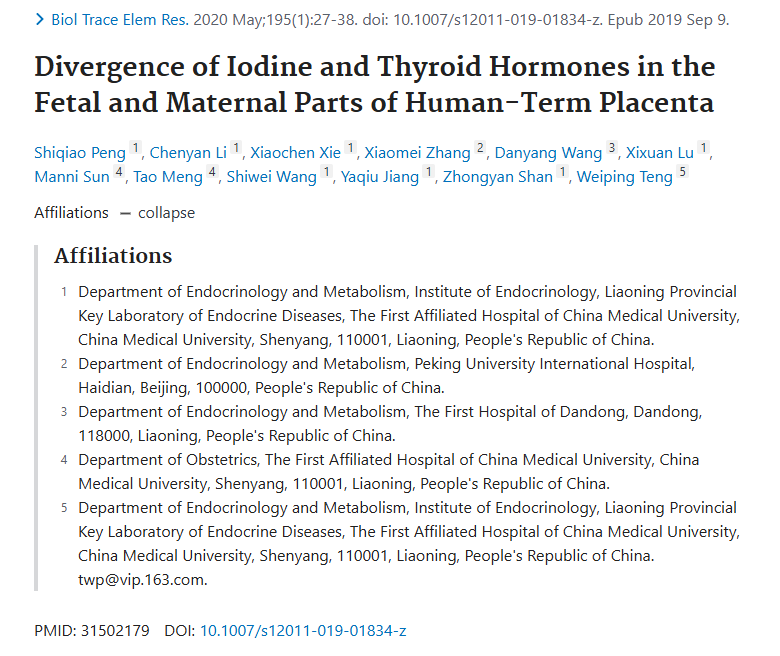 Biol Trace Elem Res. 2020 May;195(1):27-38. doi: 10.1007/s12011-019-01834-z. Epub 2019 Sep 9.
Divergence of Iodine and Thyroid Hormones in the
Fetal and Maternal Parts of Human-Term Placenta
Shiqiao Peng 1, Chenyan Li 1, Xiaochen Xie 1, Xiaomei Zhang 2, Danyang Wang 3, Xixuan Lu 1,
Manni Sun 4, Tao Meng 4, Shiwei Wang 1, Yaqiu Jiang 1, Zhongyan Shan 1, Weiping Teng 5
Affiliations — collapse
Affiliations
1 Department of Endocrinology and Metabolism, Institute of Endocrinology, Liaoning Provincial
Key Laboratory of Endocrine Diseases, The First Affiliated Hospital of China Medical University,
China Medical University, Shenyang, 110001, Liaoning, People's Republic of China.
2 Department of Endocrinology and Metabolism, Peking University International Hospital,
Haidian, Beijing, 100000, People's Republic of China.
3 Department of Endocrinology and Metabolism, The First Hospital of Dandong, Dandong,
118000, Liaoning, People's Republic of China.
4 Department of Obstetrics, The First Affiliated Hospital of China Medical University, China
Medical University, Shenyang, 110001, Liaoning, People's Republic of China.
5 Department of Endocrinology and Metabolism, Institute of Endocrinology, Liaoning Provincial
Key Laboratory of Endocrine Diseases, The First Affiliated Hospital of China Medical University,
China Medical University, Shenyang, 110001, Liaoning, People's Republic of China.
twp@vip.163.com.
PMID: 31502179 DOI: 10.1007/s12011-019-01834-z